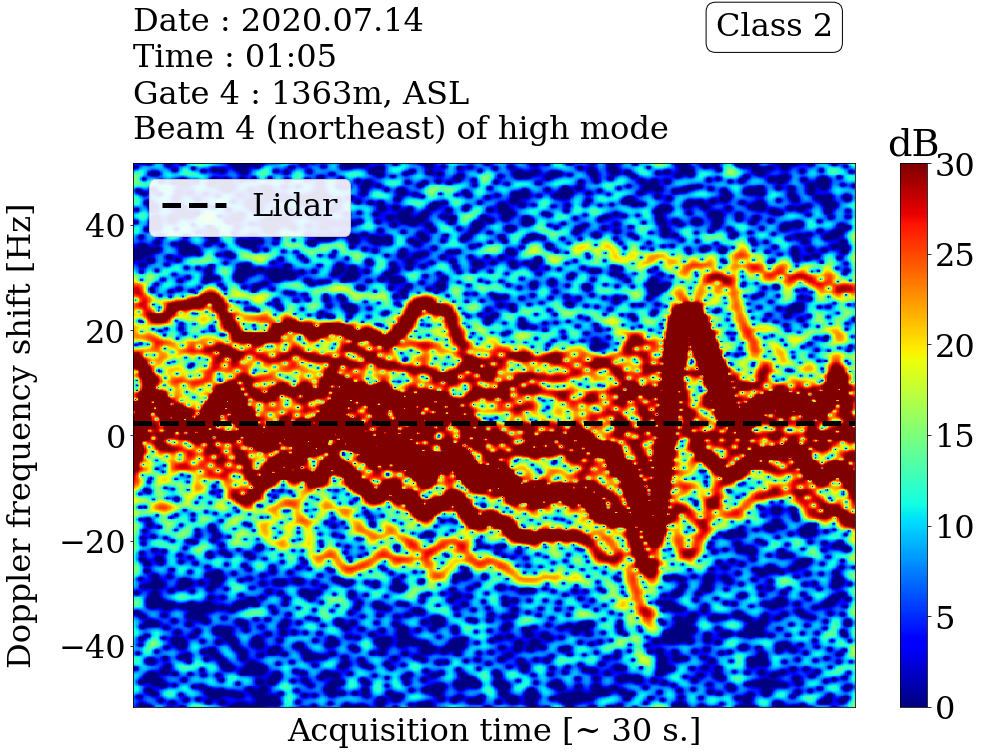 Date : 2020.07.14
Time : 01:05
Gate 4 : 1363m, ASL
Beam 4 (northeast) of high mode
Class 2
dB
Lidar
Doppler frequency shift [Hz]
40
20
0
−20
−40
Acquisition time [~ 30 s.]
30
25
20
15
10
5
0